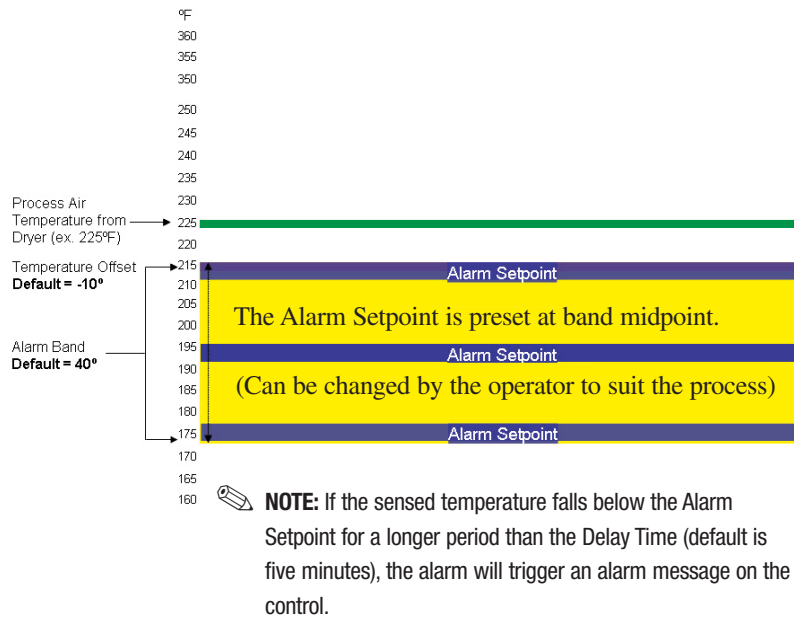 ºF
360
355
350
250
245
240
235
230
Process Air
Temperature from
Dryer (ex. 225ºF)
225
220
Temperature Offset
Default = -10º
215
Alarm Setpoint
210
205
The Alarm Setpoint is preset at band midpoint.
200
Alarm Band
Default = 40º
195
Alarm Setpoint
190
(Can be changed by the operator to suit the process)
185
180
175
Alarm Setpoint
170
165
160
NOTE: If the sensed temperature falls below the Alarm
Setpoint for a longer period than the Delay Time (default is
five minutes), the alarm will trigger an alarm message on the
control.